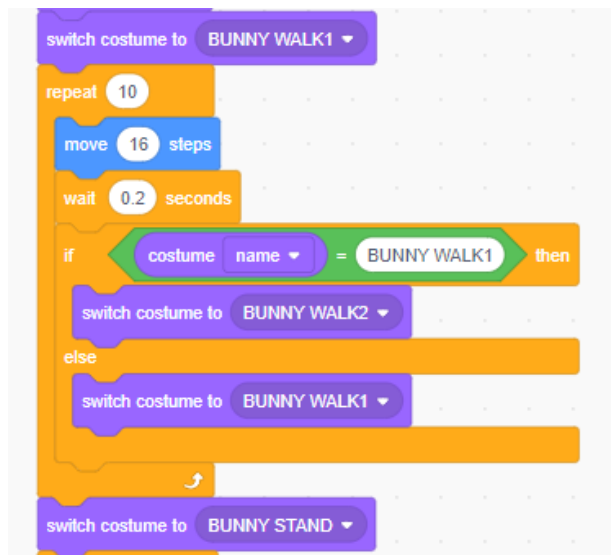 switch costume to BUNNY WALK1
repeat 10
move 16 steps
wait 0.2 seconds
if costume name = BUNNY WALK1 then
switch costume to BUNNY WALK2
else
switch costume to BUNNY WALK1
switch costume to BUNNY STAND